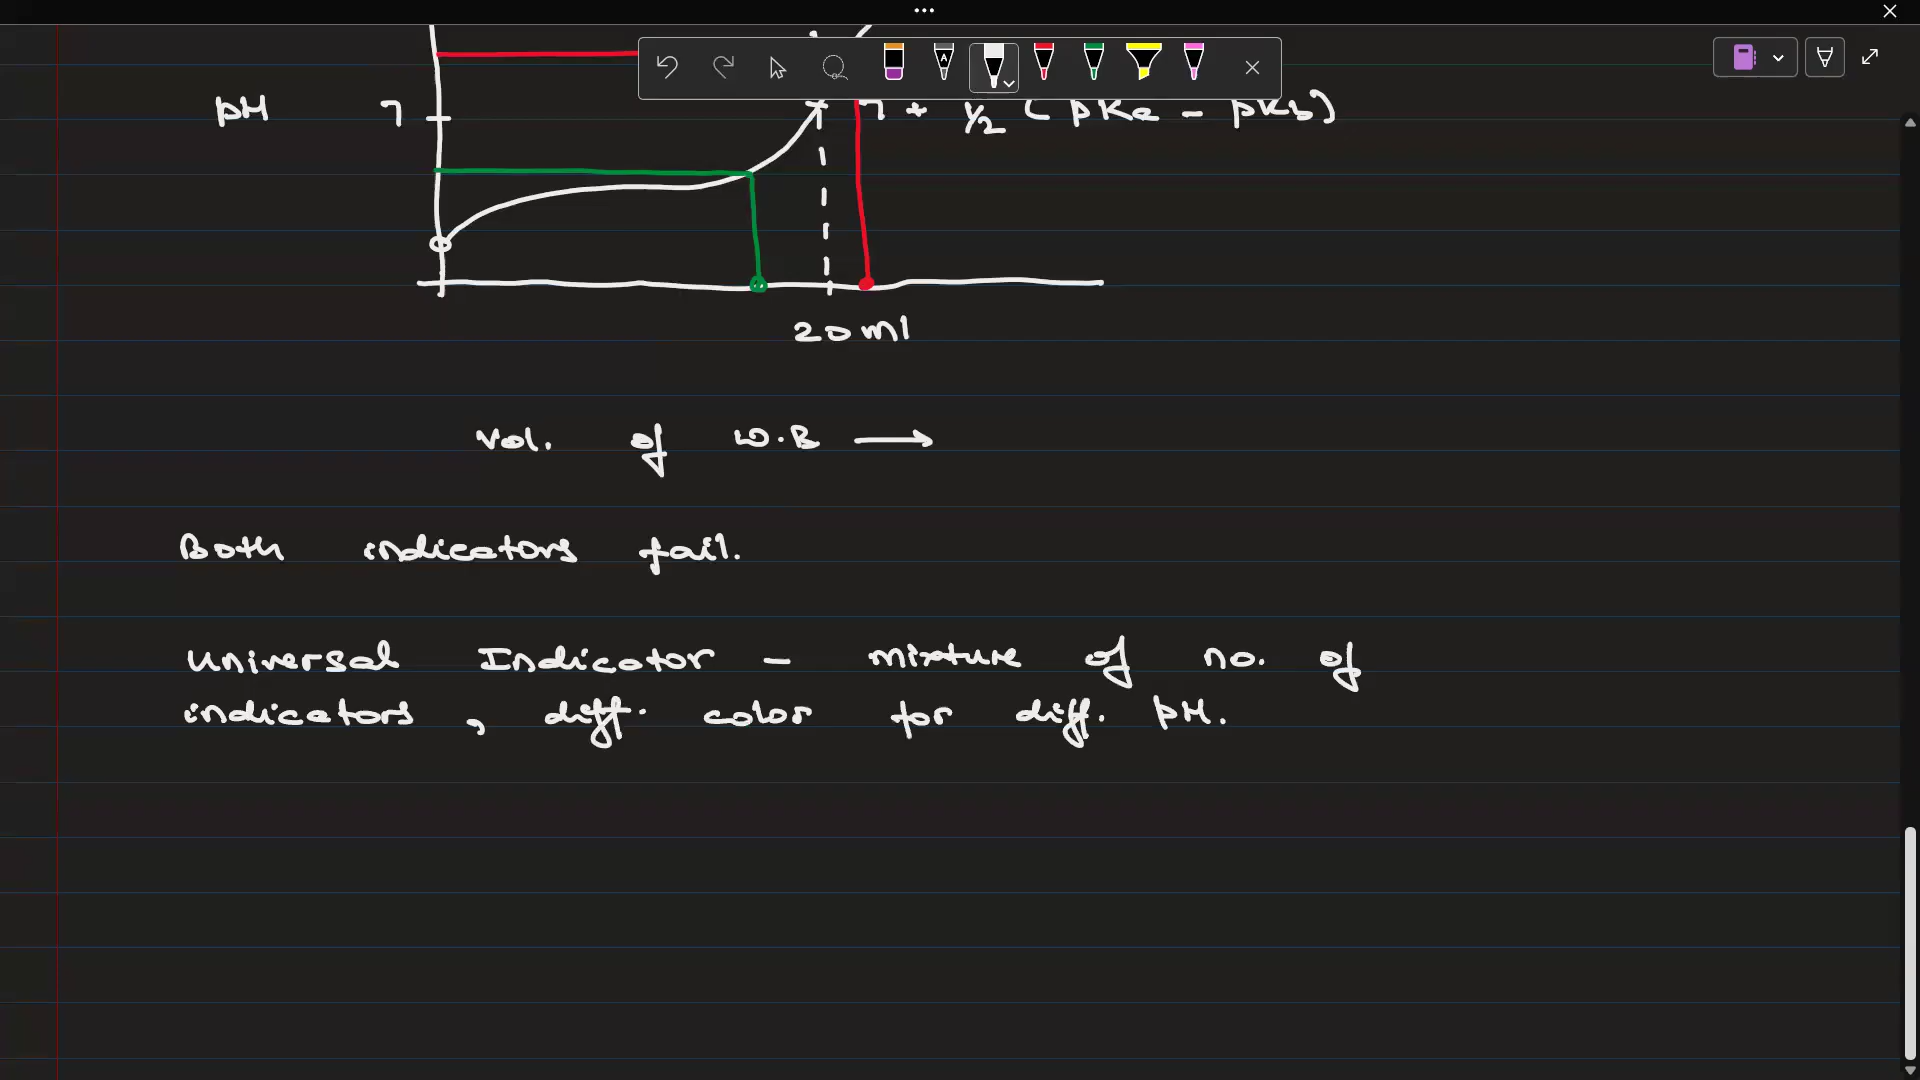 pH 7 7 + 1/2 ( pKa - pKb)
20 ml
Vol. of W.B →
Both indicators fail.
Universal Indicator - mixture of no. of
indicators, diff. color for diff. pH.